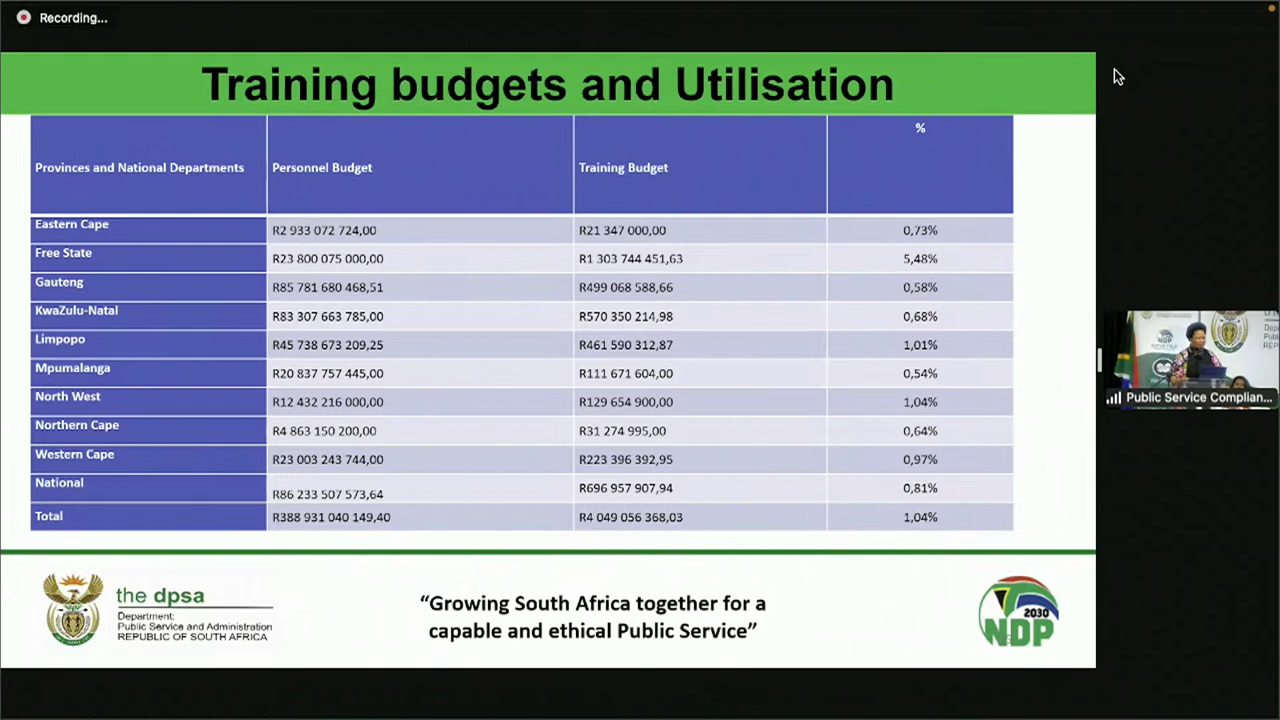 Recording...
Training budgets and Utilisation
Provinces and National Departments Personnel Budget Training Budget %
Eastern Cape R2 933 072 724,00 R21 347 000,00 0,73%
Free State R23 800 075 000,00 R1 303 744 451,63 5,48%
Gauteng R85 781 680 468,51 R499 068 588,66 0,58%
KwaZulu-Natal R83 307 663 785,00 R570 350 214,98 0,68%
Limpopo R45 738 673 209,25 R461 590 312,87 1,01%
Mpumalanga R20 837 757 445,00 R111 671 604,00 0,54%
North West R12 432 216 000,00 R129 654 900,00 1,04%
Northern Cape R4 863 150 200,00 R31 274 995,00 0,64%
Western Cape R23 003 243 744,00 R223 396 392,95 0,97%
National R86 233 507 573,64 R696 957 907,94 0,81%
Total R388 931 040 149,40 R4 049 056 368,03 1,04%
NDP
Public Service Complian...
the dpsa
Department:
Public Service and Administration
REPUBLIC OF SOUTH AFRICA
“Growing South Africa together for a
capable and ethical Public Service”
2030
NDP